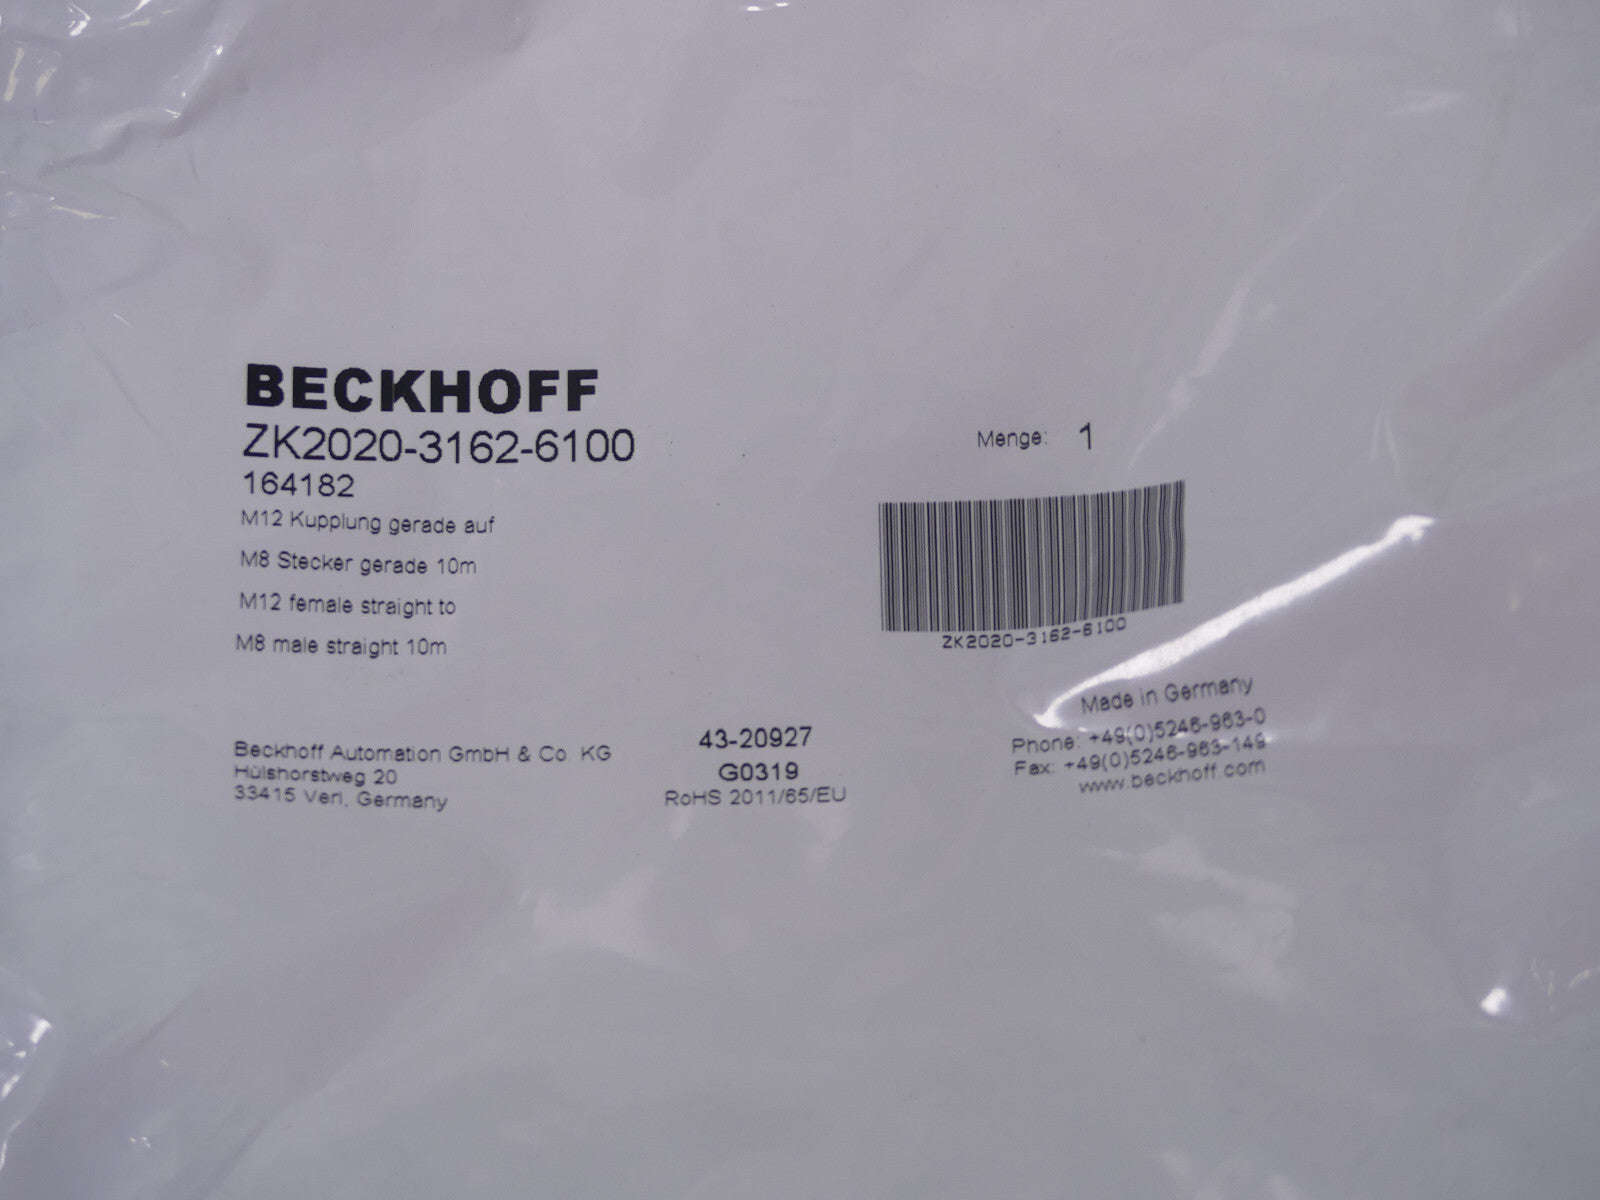 BECKHOFF
ZK2020-3162-6100
164182
M12 Kupplung gerade auf
M8 Stecker gerade 10m
M12 female straight to
M8 male straight 10m
Menge: 1
ZK2020-3162-6100
Made in Germany
Phone: +49(0)5246-963-0
Fax: +49(0)5246-963-149
www.beckhoff.com
Beckhoff Automation GmbH & Co. KG
Hülshorstweg 20
33415 Verl, Germany
43-20927
G0319
RoHS 2011/65/EU